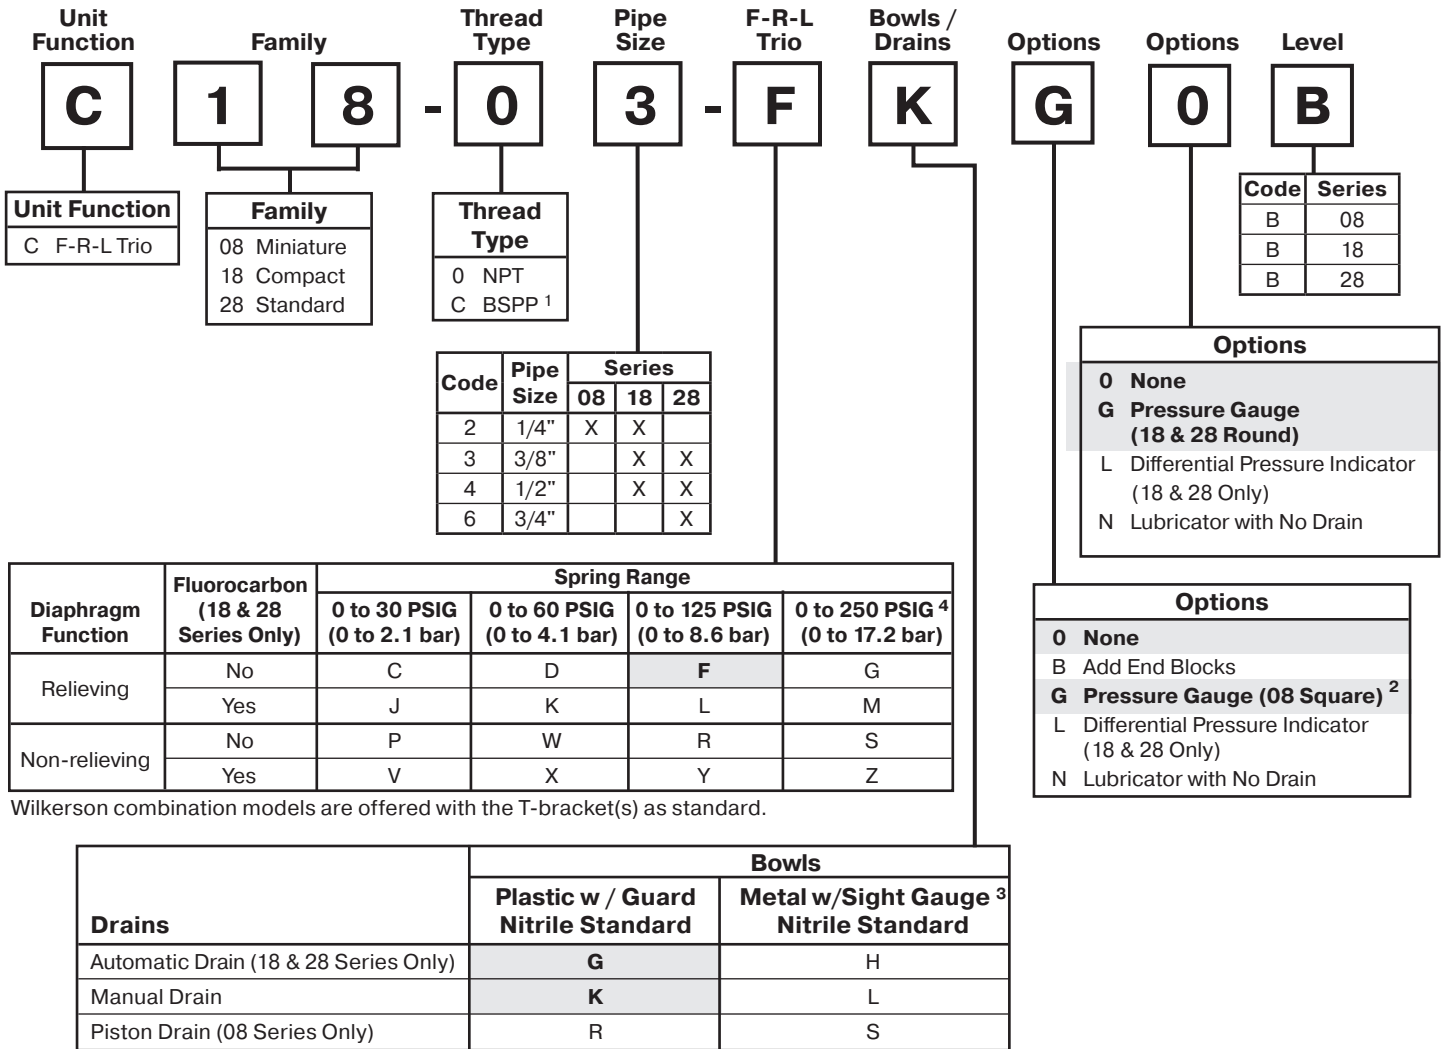 Unit Function
Family
Thread Type
Pipe Size
F-R-L Trio
Bowls / Drains
Options
Options
Level
C 1 8 - 0 3 - F K G 0 B
Unit Function
C F-R-L Trio
Family
08 Miniature
18 Compact
28 Standard
Thread Type
0 NPT
C BSPP 1
Code Series
B 08
B 18
B 28
Code Pipe Size Series
08 18 28
2 1/4" X X
3 3/8" X X
4 1/2" X X
6 3/4" X
Options
0 None
G Pressure Gauge
(18 & 28 Round)
L Differential Pressure Indicator
(18 & 28 Only)
N Lubricator with No Drain
Diaphragm Function
Fluorocarbon (18 & 28 Series Only)
Spring Range
0 to 30 PSIG (0 to 2.1 bar)
0 to 60 PSIG (0 to 4.1 bar)
0 to 125 PSIG (0 to 8.6 bar)
0 to 250 PSIG 4 (0 to 17.2 bar)
Relieving
No C D F G
Yes J K L M
Non-relieving
No P W R S
Yes V X Y Z
Wilkerson combination models are offered with the T-bracket(s) as standard.
Options
0 None
B Add End Blocks
G Pressure Gauge (08 Square) 2
L Differential Pressure Indicator
(18 & 28 Only)
N Lubricator with No Drain
Drains
Bowls
Plastic w / Guard Nitrile Standard
Metal w/Sight Gauge 3 Nitrile Standard
Automatic Drain (18 & 28 Series Only) G H
Manual Drain K L
Piston Drain (08 Series Only) R S